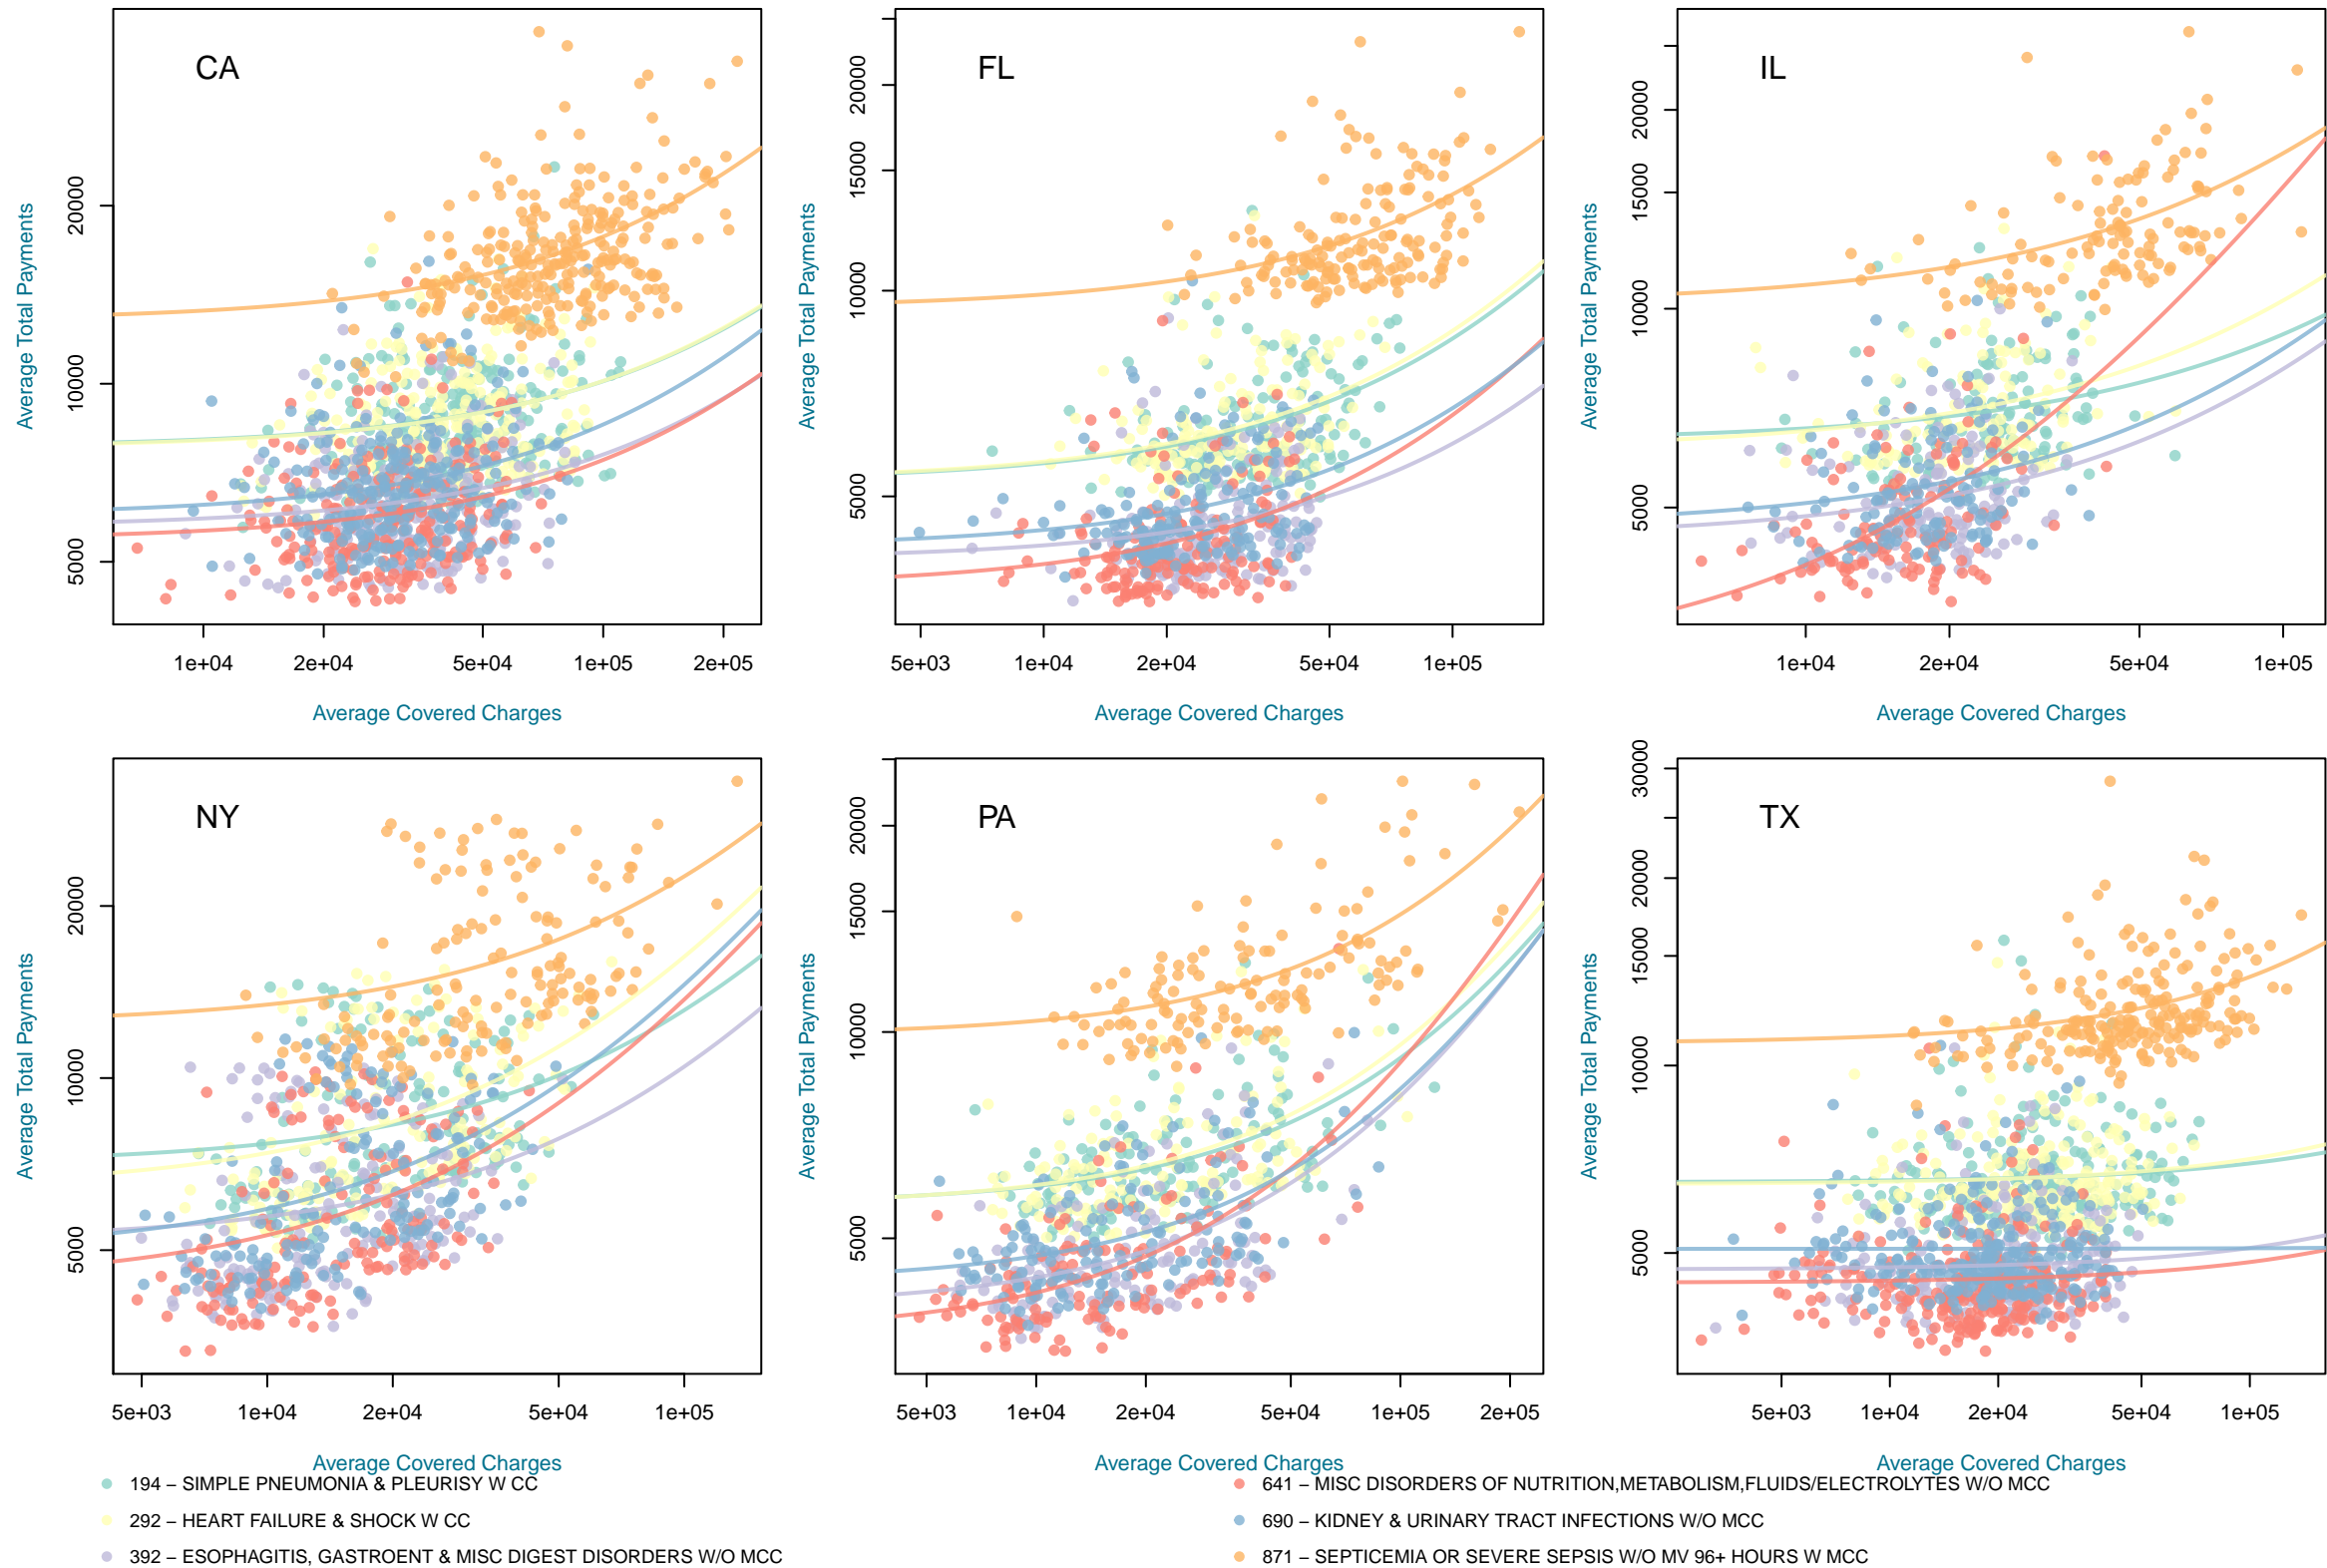 CA
FL
IL
Average Total Payments
5000
10000
20000
Average Total Payments
5000
10000
15000
20000
Average Total Payments
5000
10000
15000
20000
1e+04 2e+04 5e+04 1e+05 2e+05
5e+03 1e+04 2e+04 5e+04 1e+05
1e+04 2e+04 5e+04 1e+05
Average Covered Charges
Average Covered Charges
Average Covered Charges
NY
PA
TX
Average Total Payments
5000
10000
20000
Average Total Payments
5000
10000
15000
20000
Average Total Payments
5000
10000
15000
20000
30000
5e+03 1e+04 2e+04 5e+04 1e+05
5e+03 1e+04 2e+04 5e+04 1e+05 2e+05
5e+03 1e+04 2e+04 5e+04 1e+05
Average Covered Charges
Average Covered Charges
Average Covered Charges
194 – SIMPLE PNEUMONIA & PLEURISY W CC
292 – HEART FAILURE & SHOCK W CC
392 – ESOPHAGITIS, GASTROENT & MISC DIGEST DISORDERS W/O MCC
641 – MISC DISORDERS OF NUTRITION,METABOLISM,FLUIDS/ELECTROLYTES W/O MCC
690 – KIDNEY & URINARY TRACT INFECTIONS W/O MCC
871 – SEPTICEMIA OR SEVERE SEPSIS W/O MV 96+ HOURS W MCC